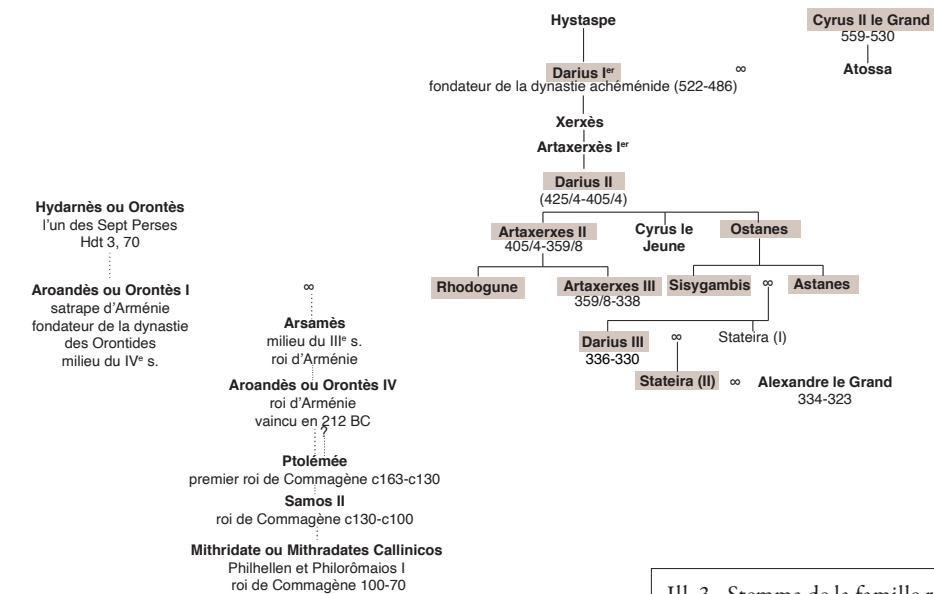 Hystaspe
Cyrus II le Grand
559-530
Darius Ier
∞
Atossa
fondateur de la dynastie achéménide (522-486)
Xerxès
Artaxerxès Ier
Darius II
(425/4-405/4)
Artaxerxes II
405/4-359/8
Cyrus le
Jeune
Ostanes
Rhodogune
Artaxerxes III
359/8-338
Sisygambis
∞
Astanes
Darius III
336-330
∞
Stateira (I)
Stateira (II)
∞
Alexandre le Grand
334-323
Hydarnès ou Orontès
l'un des Sept Perses
Hdt 3, 70
Aroandès ou Orontès I
satrape d'Arménie
fondateur de la dynastie
des Orontides
milieu du IVe s.
∞
Arsamès
milieu du IIIe s.
roi d'Arménie
Aroandès ou Orontès IV
roi d'Arménie
vaincu en 212 BC
?
Ptolémée
premier roi de Commagène c163-c130
Samos II
roi de Commagène c130-c100
Mithridate ou Mithradates Callinicos
Philhellen et Philorômaios I
roi de Commagène 100-70